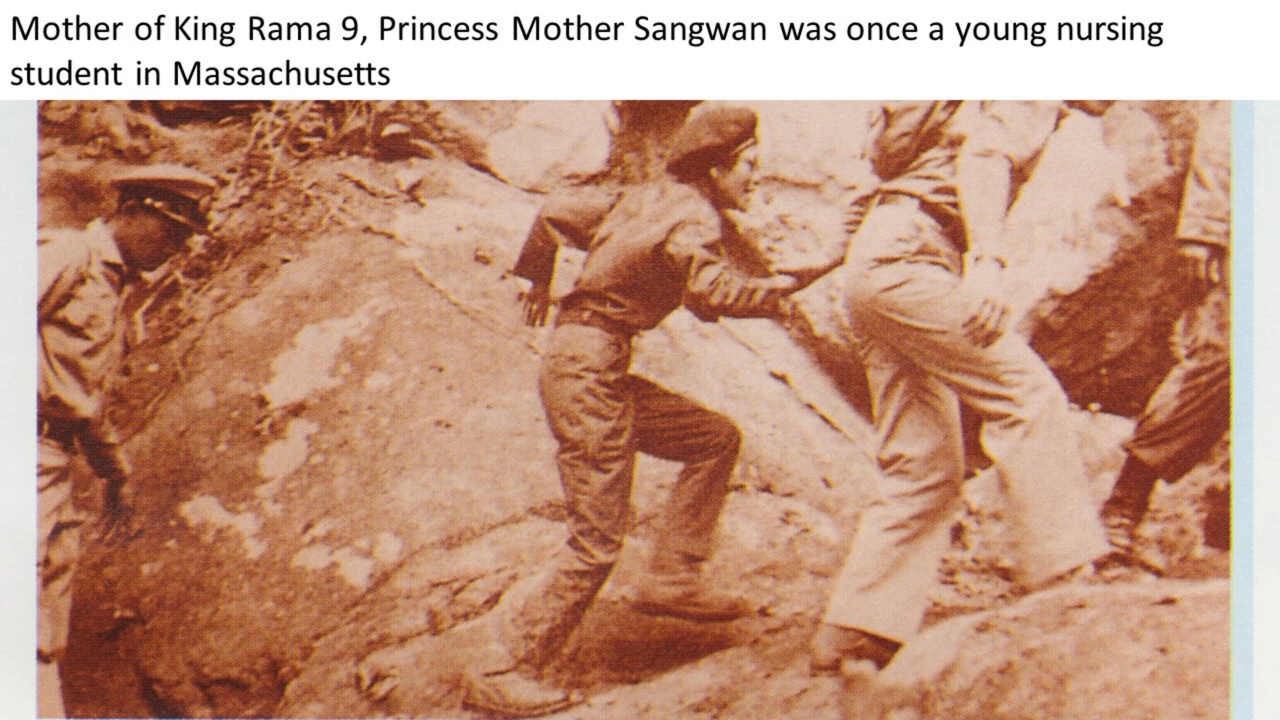 Mother of King Rama 9, Princess Mother Sangwan was once a young nursing
student in Massachusetts